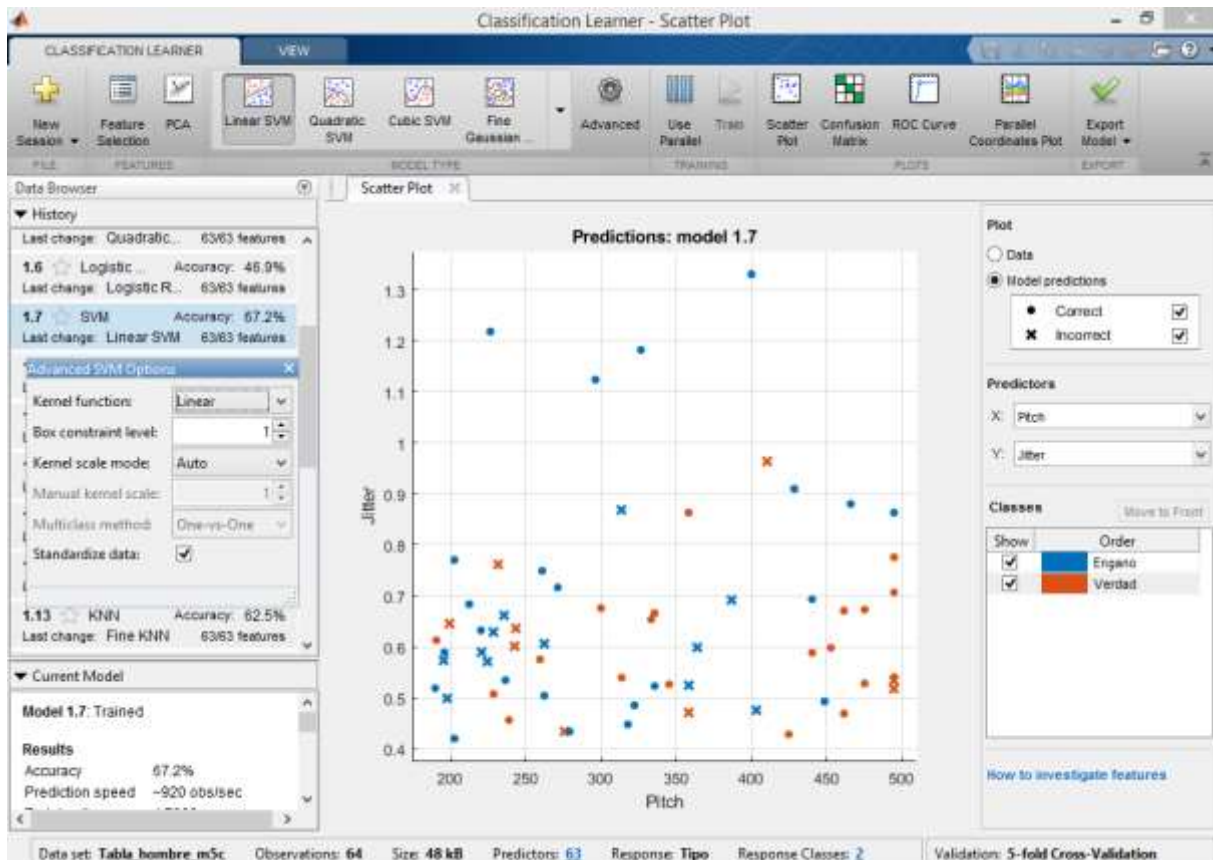 Classification Learner - Scatter Plot
CLASSIFICATION LEARNER VIEW
New Session
Feature Selection
PCA
Linear SVM
Quadratic SVM
Cubic SVM
Fine Gaussian ...
Advanced
Use Parallel
Train
Scatter Plot
Confusion Matrix
ROC Curve
Parallel Coordinates Plot
Export Model
FILE FEATURES MODEL TYPE TRAINING PLOTS EXPORT
Data Browser
History
Last change: Quadratic... 63/63 features
1.6 Logistic ... Accuracy: 46.9%
Last change: Logistic R... 63/63 features
1.7 SVM Accuracy: 67.2%
Last change: Linear SVM 63/63 features
Advanced SVM Options
Kernel function: Linear
Box constraint level: 1
Kernel scale mode: Auto
Manual kernel scale: 1
Multiclass method: One-vs-One
Standardize data:
1.13 KNN Accuracy: 62.5%
Last change: Fine KNN 63/63 features
Current Model
Model 1.7: Trained
Results
Accuracy 67.2%
Prediction speed ~920 obs/sec
Scatter Plot
Predictions: model 1.7
1.3
1.2
1.1
1
0.9
0.8
0.7
0.6
0.5
0.4
Jitter
200 250 300 350 400 450 500
Pitch
Plot
Data
Model predictions
Correct
Incorrect
Predictors
X: Pitch
Y: Jitter
Classes Move to Front
Show Order
Engano
Verdad
How to investigate features
Data set: Tabla_hombre_m5c Observations: 64 Size: 48 kB Predictors: 63 Response: Tipo Response Classes: 2 Validation: 5-fold Cross-Validation